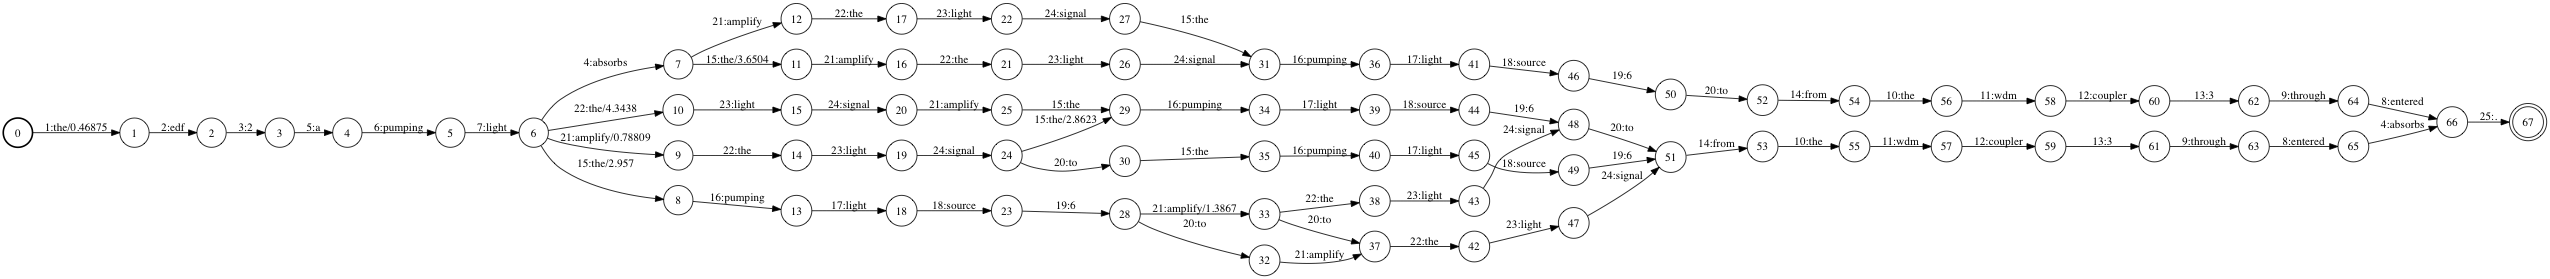 21:amplify 12 22:the 17 23:light 22 24:signal 27 15:the
4:absorbs 7 15:the/3.6504 11 21:amplify 16 22:the 21 23:light 26 24:signal 31 16:pumping 36 17:light 41 18:source 46 19:6 50 20:to 52 14:from 54 10:the 56 11:wdm 58 12:coupler 60 13:3 62 9:through 64 8:entered
22:the/4.3438 10 23:light 15 24:signal 20 21:amplify 25 15:the 29 16:pumping 34 17:light 39 18:source 44 19:6 48 20:to
0 1:the/0.46875 1 2:edf 2 3:2 3 5:a 4 6:pumping 5 7:light 6 15:the/2.8623 24:signal 4:absorbs 66 25:. 67
21:amplify/0.78809 9 22:the 14 23:light 19 24:signal 24 20:to 30 15:the 35 16:pumping 40 17:light 45 18:source 49 19:6 51 14:from 53 10:the 55 11:wdm 57 12:coupler 59 13:3 61 9:through 63 8:entered 65
15:the/2.957 8 16:pumping 13 17:light 18 18:source 23 19:6 28 21:amplify/1.3867 33 22:the 38 23:light 43 24:signal
20:to 32 21:amplify 20:to 37 22:the 42 23:light 47